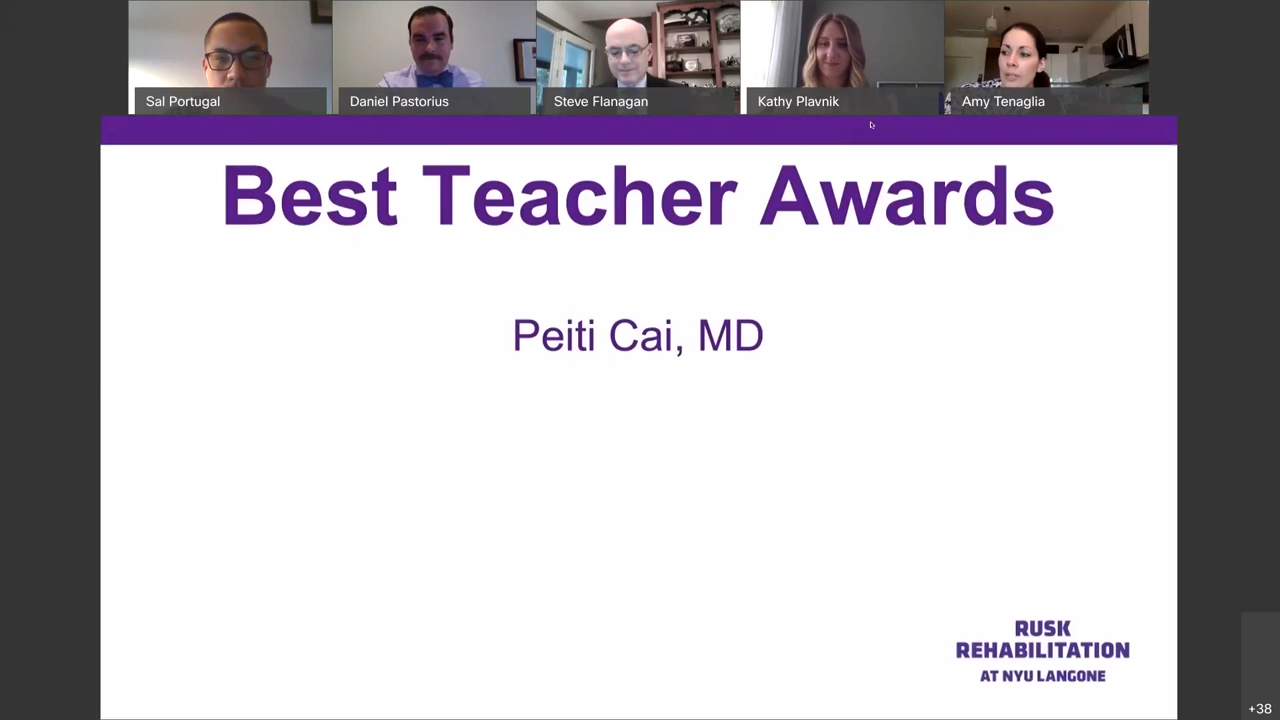 Sal Portugal
Daniel Pastorius
Steve Flanagan
Kathy Plavnik
Amy Tenaglia
Best Teacher Awards
Peiti Cai, MD
RUSK
REHABILITATION
AT NYU LANGONE
+38